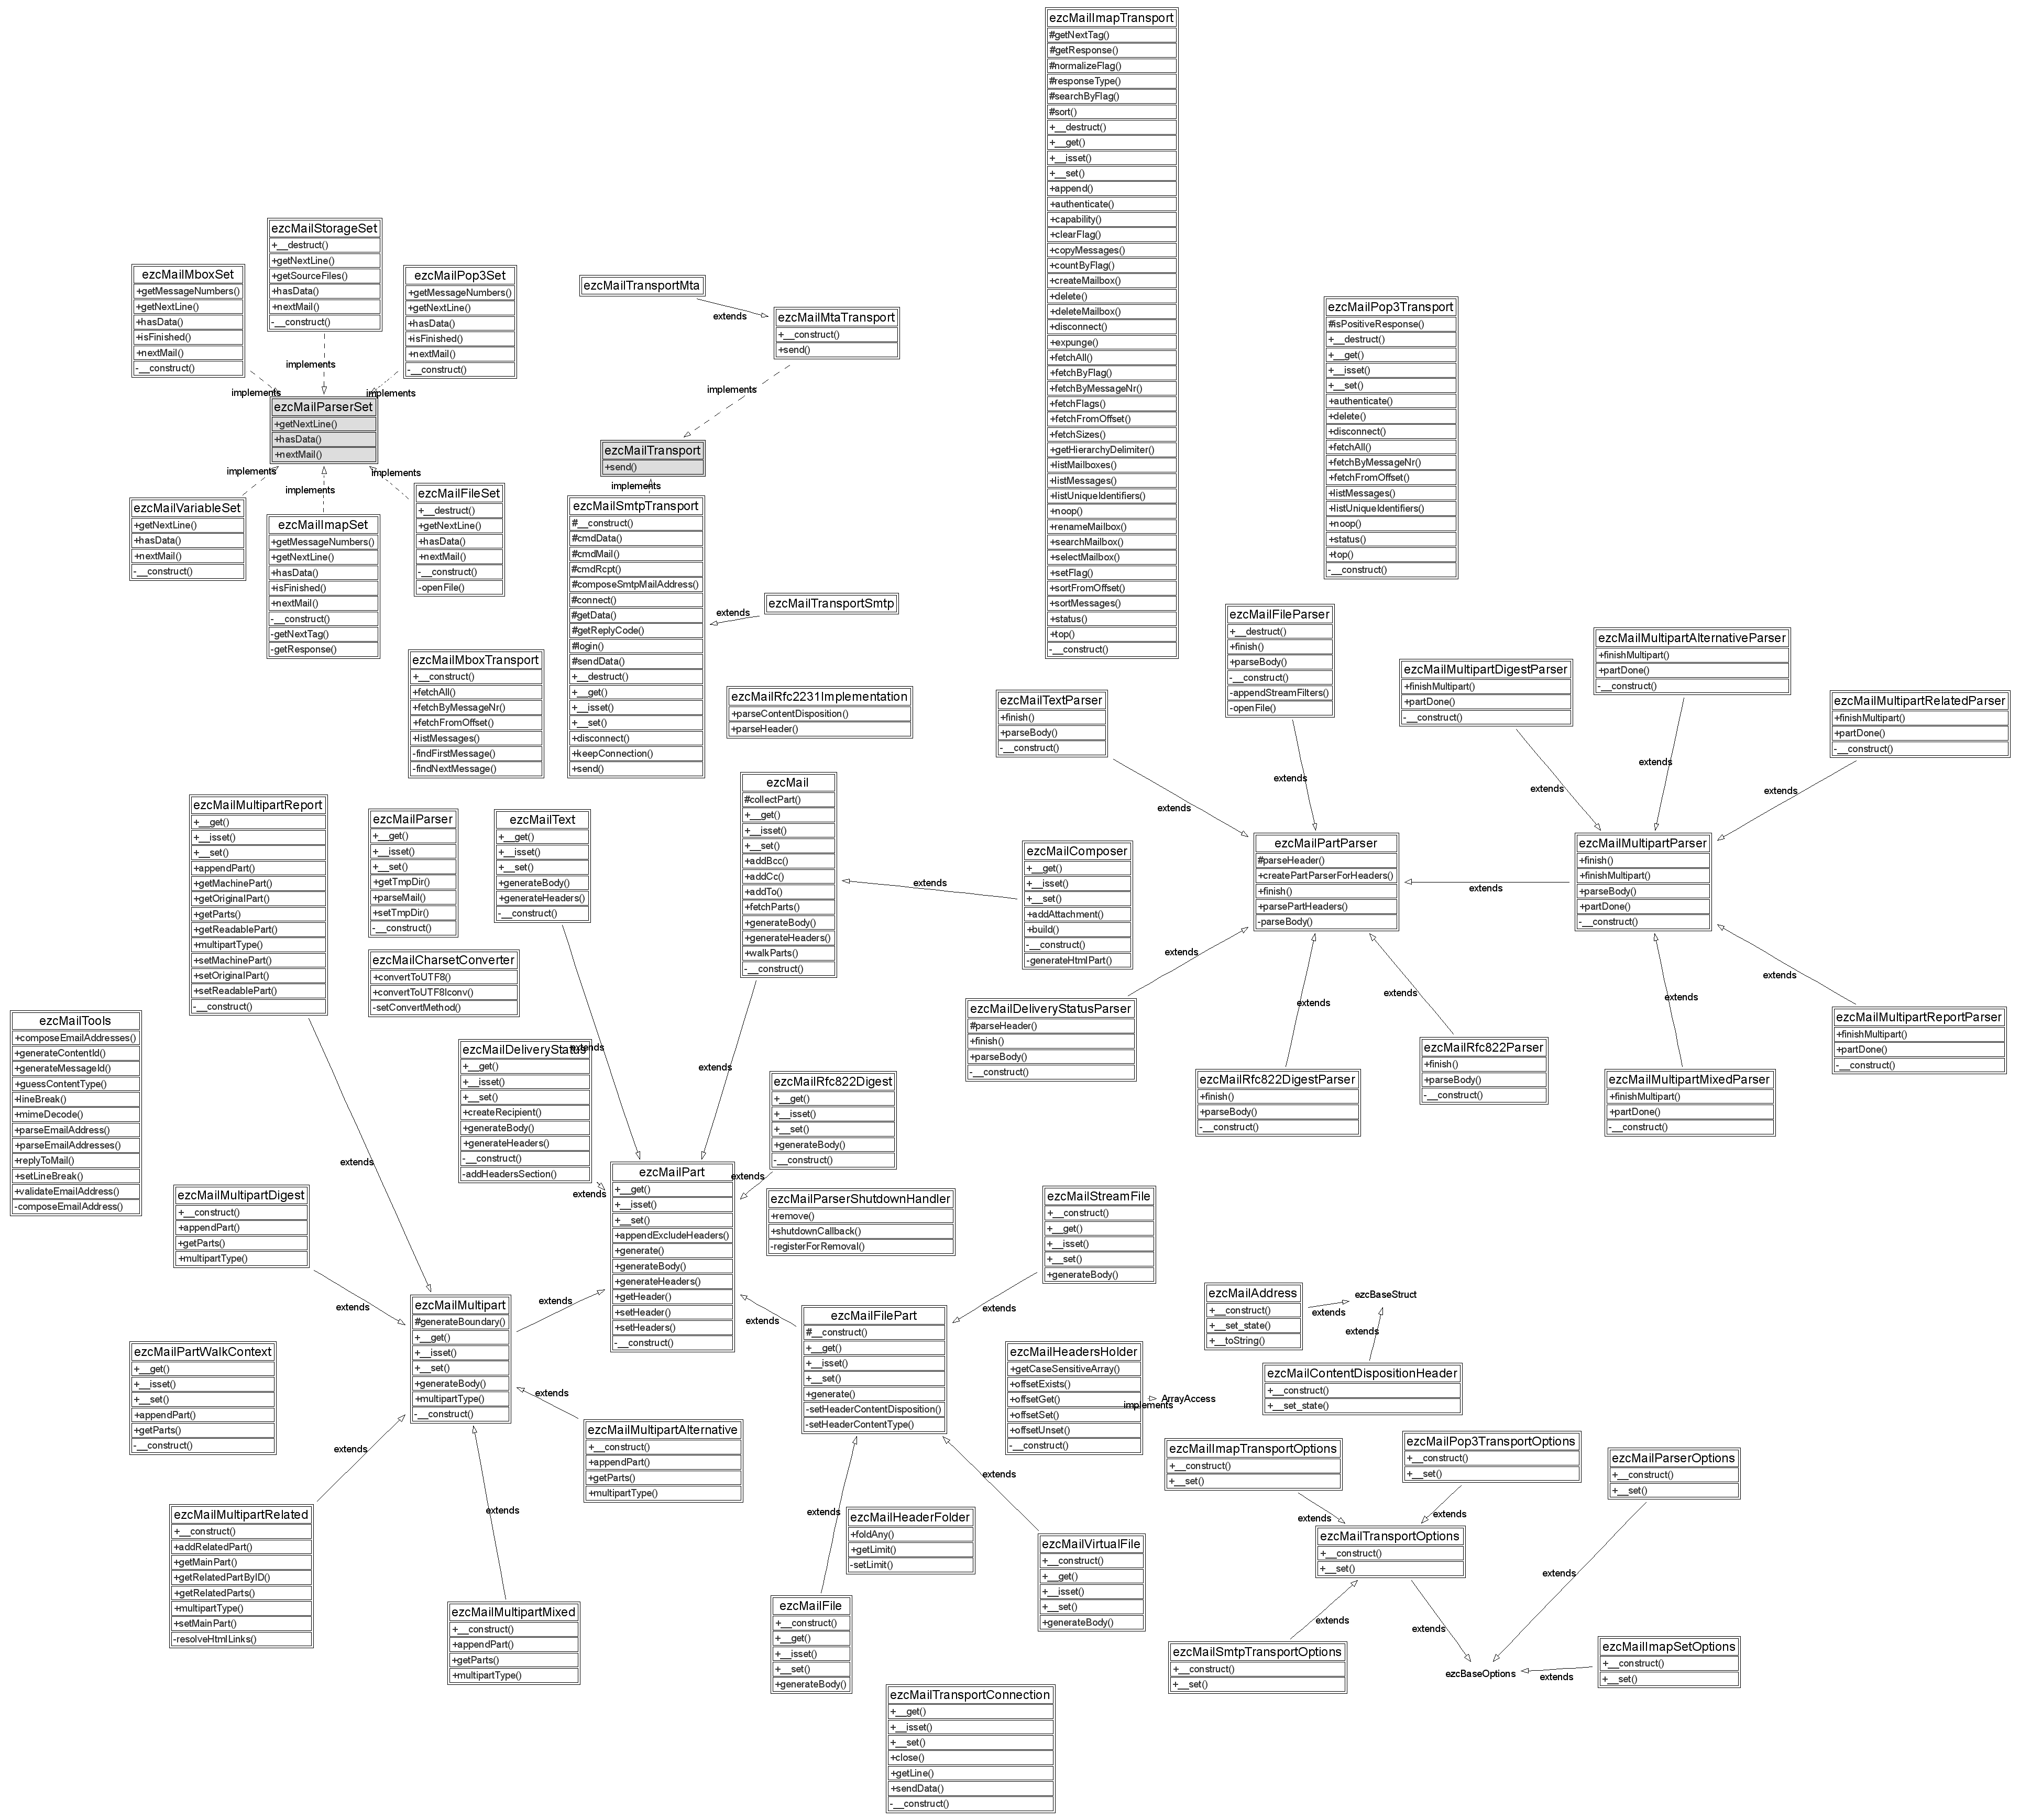 ezcMailImapTransport
#getNextTag()
#getResponse()
#normalizeFlag()
#responseType()
#searchByFlag()
#sort()
+__destruct()
+__get()
+__isset()
+__set()
+append()
+authenticate()
+capability()
+clearFlag()
+copyMessages()
+countByFlag()
+createMailbox()
+delete()
+deleteMailbox()
+disconnect()
+expunge()
+fetchAll()
+fetchByFlag()
+fetchByMessageNr()
+fetchFlags()
+fetchFromOffset()
+fetchSizes()
+getHierarchyDelimiter()
+listMailboxes()
+listMessages()
+listUniqueIdentifiers()
+noop()
+renameMailbox()
+searchMailbox()
+selectMailbox()
+setFlag()
+sortFromOffset()
+sortMessages()
+status()
+top()
-__construct()
ezcMailStorageSet
+__destruct()
+getNextLine()
+getSourceFiles()
+hasData()
+nextMail()
-__construct()
ezcMailMboxSet
+getMessageNumbers()
+getNextLine()
+hasData()
+isFinished()
+nextMail()
-__construct()
ezcMailPop3Set
+getMessageNumbers()
+getNextLine()
+hasData()
+isFinished()
+nextMail()
-__construct()
implements
implements
implements
ezcMailParserSet
+getNextLine()
+hasData()
+nextMail()
implements
implements
implements
ezcMailVariableSet
+getNextLine()
+hasData()
+nextMail()
-__construct()
ezcMailImapSet
+getMessageNumbers()
+getNextLine()
+hasData()
+isFinished()
+nextMail()
-__construct()
-getNextTag()
-getResponse()
ezcMailFileSet
+__destruct()
+getNextLine()
+hasData()
+nextMail()
-__construct()
-openFile()
ezcMailTransportMta
extends
ezcMailMtaTransport
+__construct()
+send()
implements
ezcMailTransport
+send()
implements
ezcMailSmtpTransport
#__construct()
#cmdData()
#cmdMail()
#cmdRcpt()
#composeSmtpMailAddress()
#connect()
#getData()
#getReplyCode()
#login()
#sendData()
+__destruct()
+__get()
+__isset()
+__set()
+disconnect()
+keepConnection()
+send()
extends
ezcMailTransportSmtp
ezcMailPop3Transport
#isPositiveResponse()
+__destruct()
+__get()
+__isset()
+__set()
+authenticate()
+delete()
+disconnect()
+fetchAll()
+fetchByMessageNr()
+fetchFromOffset()
+listMessages()
+listUniqueIdentifiers()
+noop()
+status()
+top()
-__construct()
ezcMailMboxTransport
+__construct()
+fetchAll()
+fetchByMessageNr()
+fetchFromOffset()
+listMessages()
-findFirstMessage()
-findNextMessage()
ezcMailRfc2231Implementation
+parseContentDisposition()
+parseHeader()
ezcMailTextParser
+finish()
+parseBody()
-__construct()
ezcMailFileParser
+__destruct()
+finish()
+parseBody()
-__construct()
-appendStreamFilters()
-openFile()
ezcMailMultipartDigestParser
+finishMultipart()
+partDone()
-__construct()
ezcMailMultipartAlternativeParser
+finishMultipart()
+partDone()
-__construct()
ezcMailMultipartRelatedParser
+finishMultipart()
+partDone()
-__construct()
extends
extends
extends
extends
extends
ezcMailPartParser
#parseHeader()
+createPartParserForHeaders()
+finish()
+parsePartHeaders()
-parseBody()
extends
ezcMailMultipartParser
+finish()
+finishMultipart()
+parseBody()
+partDone()
-__construct()
extends
extends
extends
extends
extends
ezcMailDeliveryStatusParser
#parseHeader()
+finish()
+parseBody()
-__construct()
ezcMailRfc822DigestParser
+finish()
+parseBody()
-__construct()
ezcMailRfc822Parser
+finish()
+parseBody()
-__construct()
ezcMailMultipartMixedParser
+finishMultipart()
+partDone()
-__construct()
ezcMailMultipartReportParser
+finishMultipart()
+partDone()
-__construct()
ezcMailMultipartReport
+__get()
+__isset()
+__set()
+appendPart()
+getMachinePart()
+getOriginalPart()
+getParts()
+getReadablePart()
+multipartType()
+setMachinePart()
+setOriginalPart()
+setReadablePart()
-__construct()
ezcMailParser
+__get()
+__isset()
+__set()
+getTmpDir()
+parseMail()
+setTmpDir()
-__construct()
ezcMailText
+__get()
+__isset()
+__set()
+generateBody()
+generateHeaders()
-__construct()
ezcMail
#collectPart()
+__get()
+__isset()
+__set()
+addBcc()
+addCc()
+addTo()
+fetchParts()
+generateBody()
+generateHeaders()
+walkParts()
-__construct()
extends
ezcMailComposer
+__get()
+__isset()
+__set()
+addAttachment()
+build()
-__construct()
-generateHtmlPart()
ezcMailCharsetConverter
+convertToUTF8()
+convertToUTF8Iconv()
-setConvertMethod()
ezcMailTools
+composeEmailAddresses()
+generateContentId()
+generateMessageId()
+guessContentType()
+lineBreak()
+mimeDecode()
+parseEmailAddress()
+parseEmailAddresses()
+replyToMail()
+setLineBreak()
+validateEmailAddress()
-composeEmailAddress()
ezcMailDeliveryStatus
+__get()
+__isset()
+__set()
+createRecipient()
+generateBody()
+generateHeaders()
-__construct()
-addHeadersSection()
extends
extends
ezcMailRfc822Digest
+__get()
+__isset()
+__set()
+generateBody()
-__construct()
extends
extends
extends
ezcMailPart
+__get()
+__isset()
+__set()
+appendExcludeHeaders()
+generate()
+generateBody()
+generateHeaders()
+getHeader()
+setHeader()
+setHeaders()
-__construct()
ezcMailParserShutdownHandler
+remove()
+shutdownCallback()
-registerForRemoval()
ezcMailStreamFile
+__construct()
+__get()
+__isset()
+__set()
+generateBody()
ezcMailMultipartDigest
+__construct()
+appendPart()
+getParts()
+multipartType()
extends
ezcMailMultipart
#generateBoundary()
+__get()
+__isset()
+__set()
+generateBody()
+multipartType()
-__construct()
extends
extends
extends
ezcMailFilePart
#__construct()
+__get()
+__isset()
+__set()
+generate()
-setHeaderContentDisposition()
-setHeaderContentType()
extends
ezcMailAddress
+__construct()
+__set_state()
+__toString()
extends
ezcBaseStruct
extends
ezcMailContentDispositionHeader
+__construct()
+__set_state()
ezcMailHeadersHolder
+getCaseSensitiveArray()
+offsetExists()
+offsetGet()
+offsetSet()
+offsetUnset()
-__construct()
implements
ArrayAccess
ezcMailPartWalkContext
+__get()
+__isset()
+__set()
+appendPart()
+getParts()
-__construct()
extends
extends
ezcMailMultipartAlternative
+__construct()
+appendPart()
+getParts()
+multipartType()
ezcMailMultipartRelated
+__construct()
+addRelatedPart()
+getMainPart()
+getRelatedPartByID()
+getRelatedParts()
+multipartType()
+setMainPart()
-resolveHtmlLinks()
extends
ezcMailMultipartMixed
+__construct()
+appendPart()
+getParts()
+multipartType()
extends
extends
ezcMailHeaderFolder
+foldAny()
+getLimit()
-setLimit()
ezcMailFile
+__construct()
+__get()
+__isset()
+__set()
+generateBody()
ezcMailVirtualFile
+__construct()
+__get()
+__isset()
+__set()
+generateBody()
ezcMailImapTransportOptions
+__construct()
+__set()
ezcMailPop3TransportOptions
+__construct()
+__set()
ezcMailParserOptions
+__construct()
+__set()
extends
extends
ezcMailTransportOptions
+__construct()
+__set()
extends
extends
extends
ezcMailSmtpTransportOptions
+__construct()
+__set()
ezcBaseOptions
extends
ezcMailImapSetOptions
+__construct()
+__set()
ezcMailTransportConnection
+__get()
+__isset()
+__set()
+close()
+getLine()
+sendData()
-__construct()